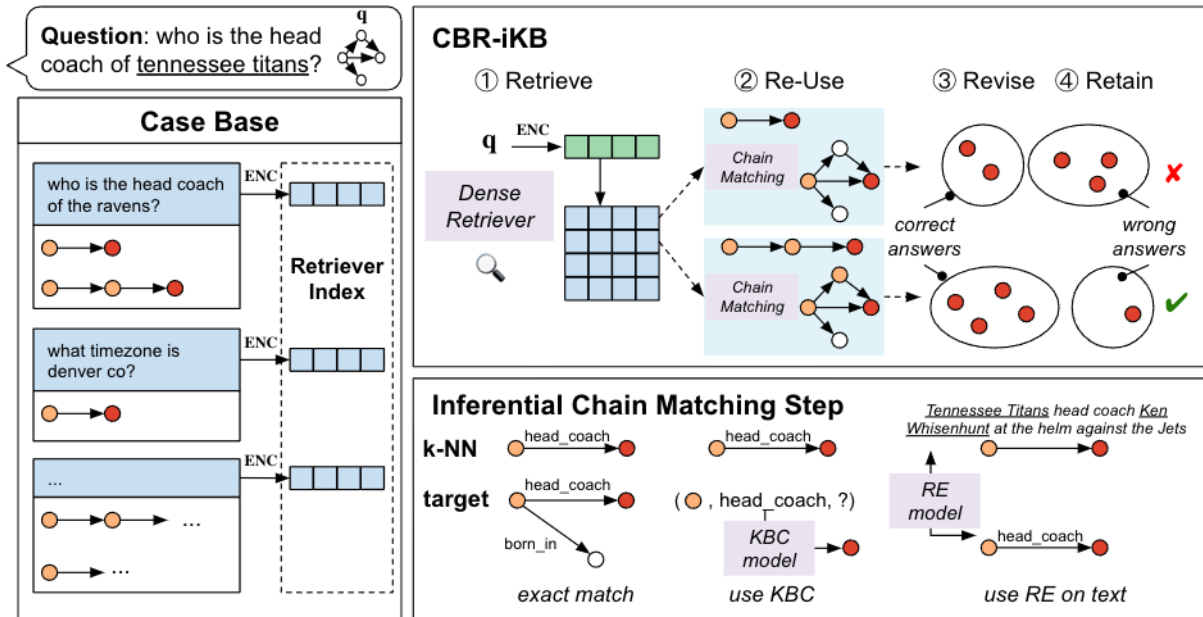 q
Question: who is the head
coach of tennessee titans?
Case Base
who is the head coach
of the ravens?
ENC
what timezone is
denver co?
ENC
...
ENC
...
...
Retriever
Index
CBR-iKB
① Retrieve
② Re-Use
③ Revise
④ Retain
q
ENC
Dense
Retriever
Chain
Matching
Chain
Matching
correct
answers
wrong
answers
✘
✔
Inferential Chain Matching Step
k-NN
head_coach
head_coach
Tennessee Titans head coach Ken
Whisenhunt at the helm against the Jets
target
head_coach
born_in
( , head_coach, ?)
KBC
model
RE
model
head_coach
exact match
use KBC
use RE on text